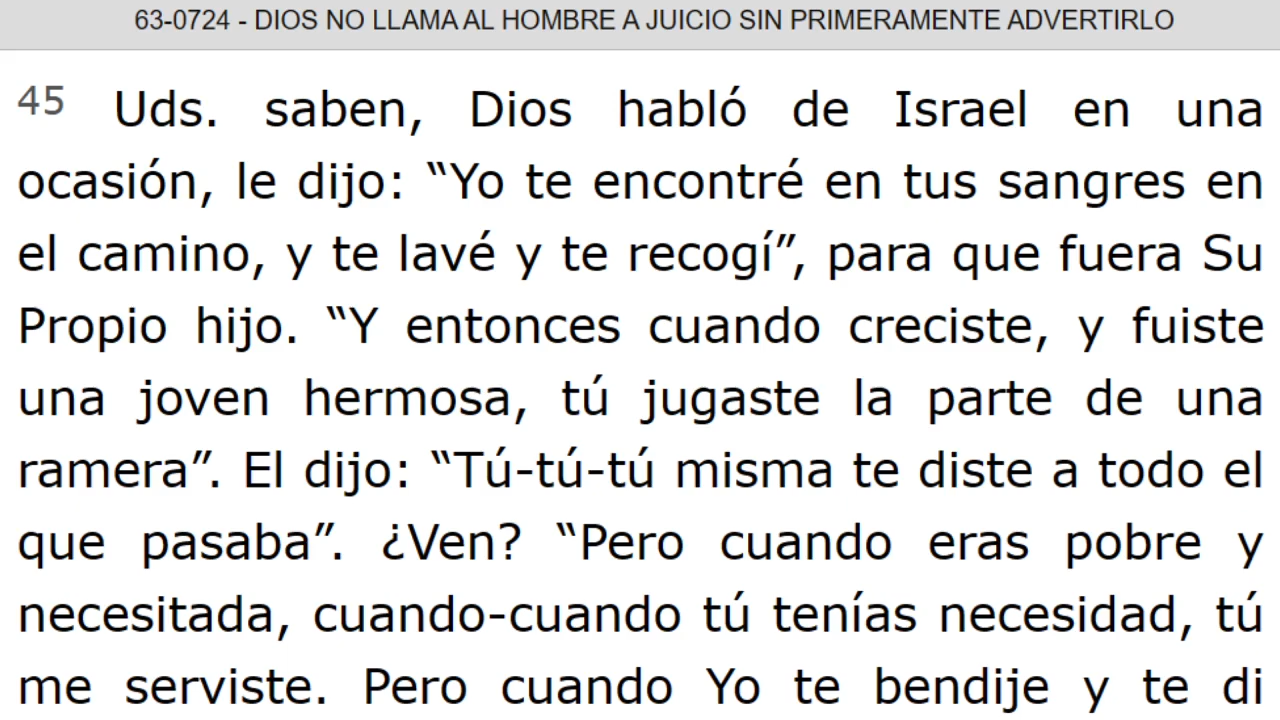 63-0724 - DIOS NO LLAMA AL HOMBRE A JUICIO SIN PRIMERAMENTE ADVERTIRLO
45 Uds. saben, Dios habló de Israel en una
ocasión, le dijo: “Yo te encontré en tus sangres en
el camino, y te lavé y te recogí”, para que fuera Su
Propio hijo. “Y entonces cuando creciste, y fuiste
una joven hermosa, tú jugaste la parte de una
ramera”. El dijo: “Tú-tú-tú misma te diste a todo el
que pasaba”. ¿Ven? “Pero cuando eras pobre y
necesitada, cuando-cuando tú tenías necesidad, tú
me serviste. Pero cuando Yo te bendije y te di